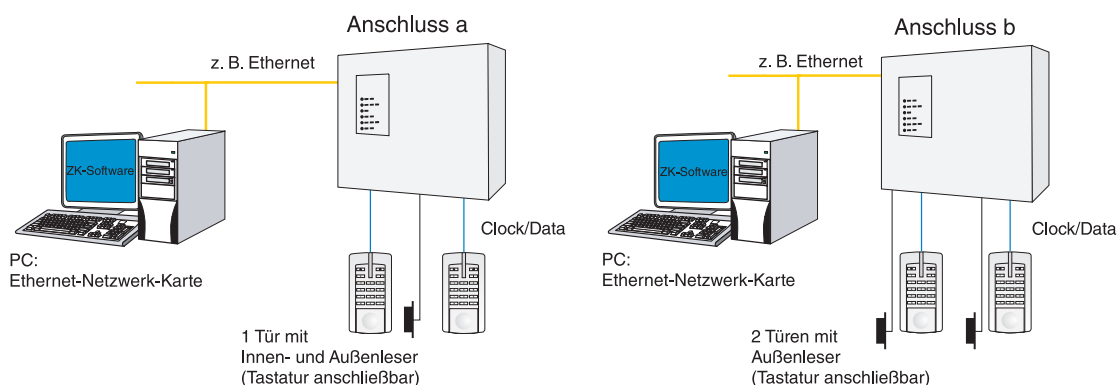 Anschluss a
z. B. Ethernet
ZK-Software
Clock/Data
PC:
Ethernet-Netzwerk-Karte
1 Tür mit
Innen- und Außenleser
(Tastatur anschließbar)
Anschluss b
z. B. Ethernet
ZK-Software
Clock/Data
PC:
Ethernet-Netzwerk-Karte
2 Türen mit
Außenleser
(Tastatur anschließbar)